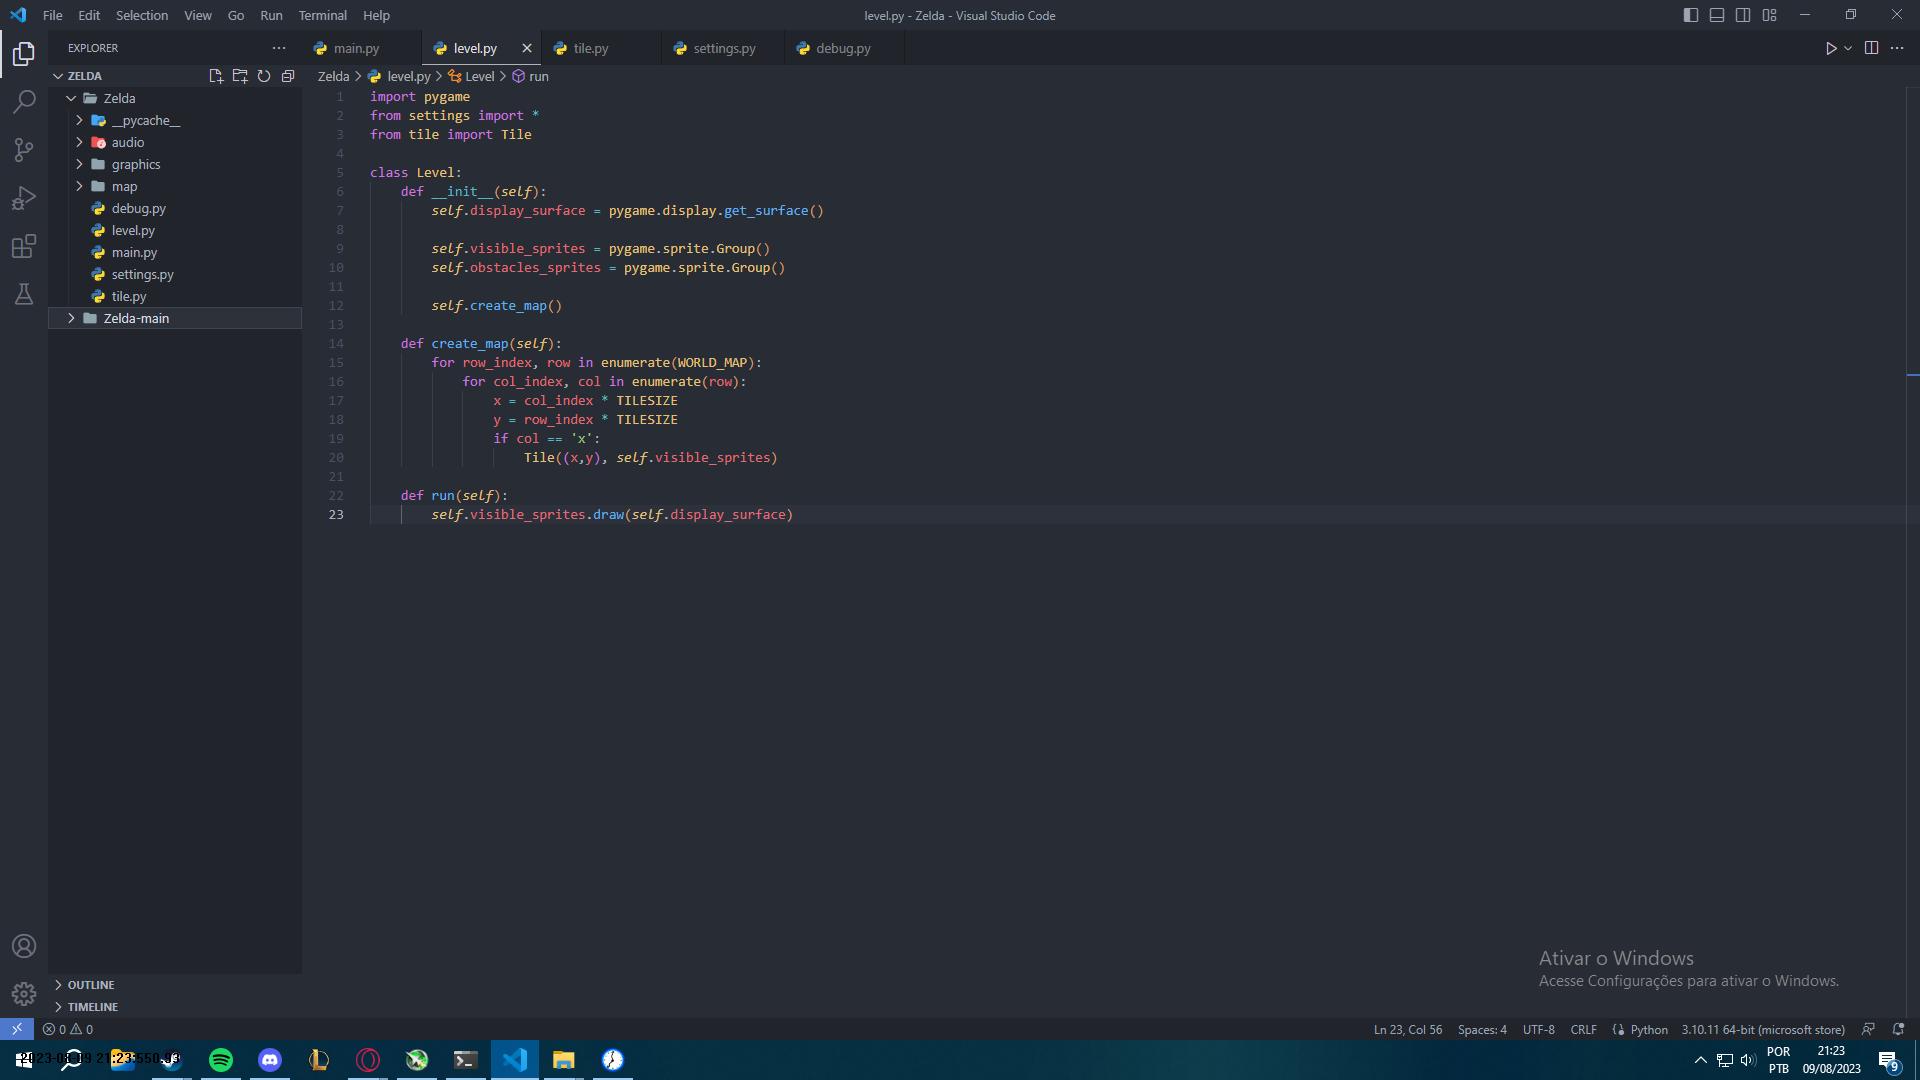 File Edit Selection View Go Run Terminal Help
level.py - Zelda - Visual Studio Code
EXPLORER
main.py
level.py
tile.py
settings.py
debug.py
ZELDA
Zelda
__pycache__
audio
graphics
map
debug.py
level.py
main.py
settings.py
tile.py
Zelda-main
OUTLINE
TIMELINE
Zelda > level.py > Level > run
1 import pygame
2 from settings import *
3 from tile import Tile
4
5 class Level:
6 def __init__(self):
7 self.display_surface = pygame.display.get_surface()
8
9 self.visible_sprites = pygame.sprite.Group()
10 self.obstacles_sprites = pygame.sprite.Group()
11
12 self.create_map()
13
14 def create_map(self):
15 for row_index, row in enumerate(WORLD_MAP):
16 for col_index, col in enumerate(row):
17 x = col_index * TILESIZE
18 y = row_index * TILESIZE
19 if col == 'x':
20 Tile((x,y), self.visible_sprites)
21
22 def run(self):
23 self.visible_sprites.draw(self.display_surface)
Ativar o Windows
Acesse Configurações para ativar o Windows.
0 0
Ln 23, Col 56 Spaces: 4 UTF-8 CRLF Python 3.10.11 64-bit (microsoft store)
POR
PTB
21:23
09/08/2023
9